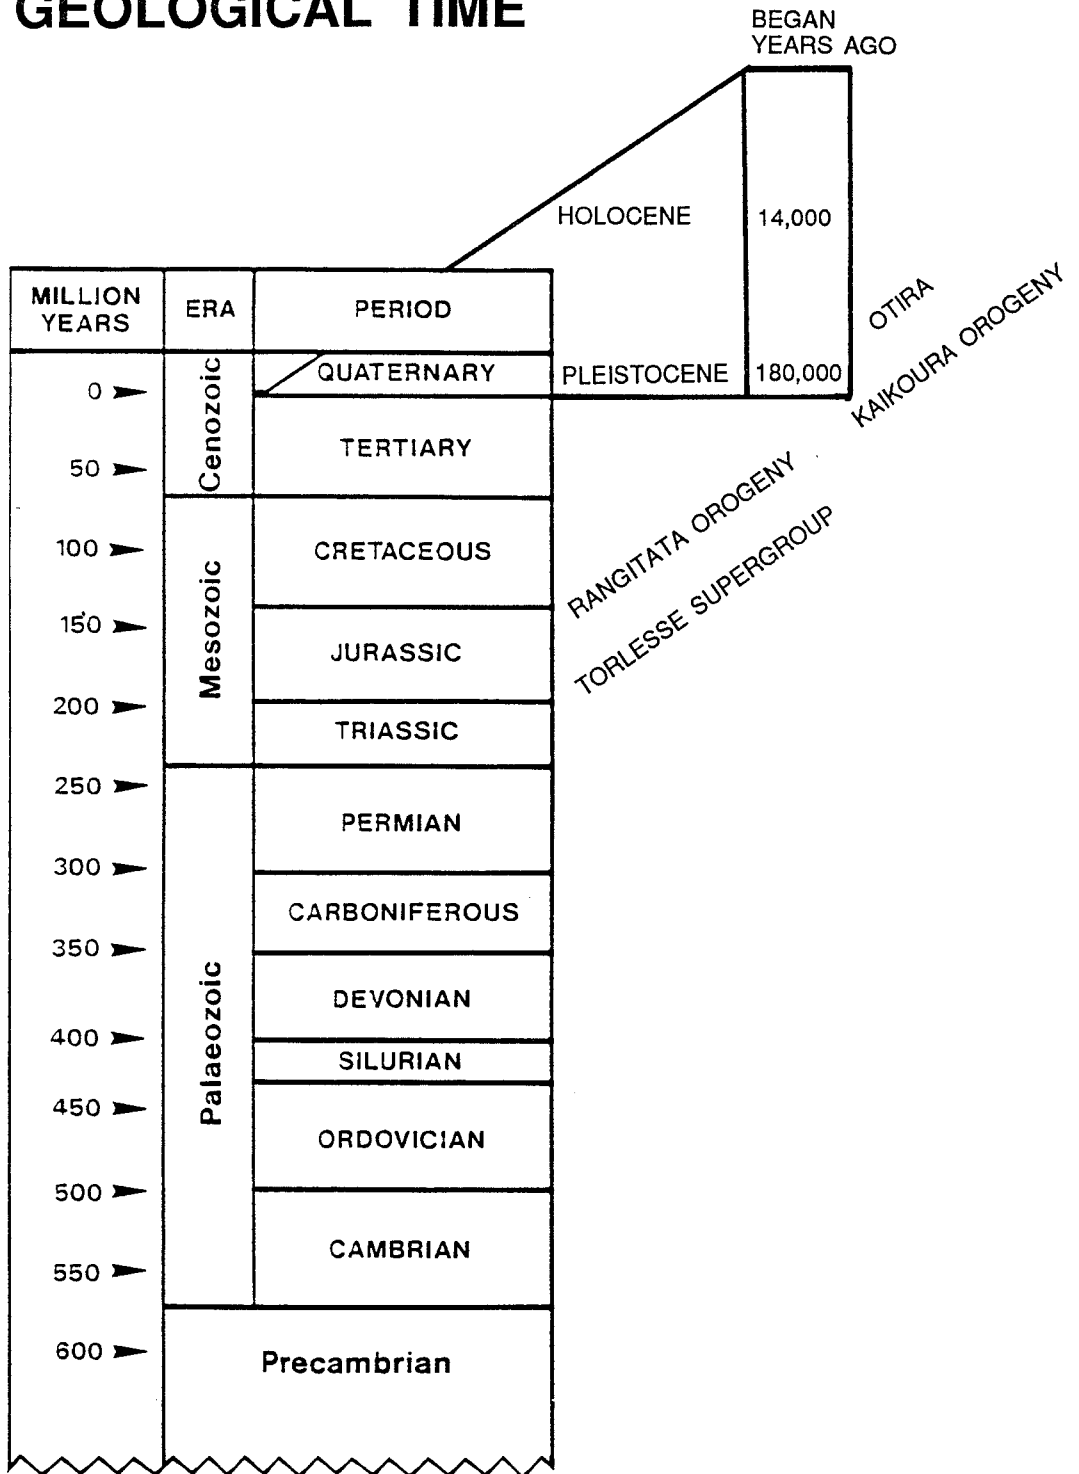 GEOLOGICAL TIME
BEGAN
YEARS AGO
HOLOCENE 14,000
MILLION
YEARS
ERA
PERIOD
OTIRA
KAIKOURA OROGENY
0
Cenozoic
QUATERNARY
PLEISTOCENE 180,000
TERTIARY
50
RANGITATA OROGENY
TORLESSE SUPERGROUP
100
Mesozoic
CRETACEOUS
150
JURASSIC
200
TRIASSIC
250
Palaeozoic
PERMIAN
300
CARBONIFEROUS
350
DEVONIAN
400
SILURIAN
450
ORDOVICIAN
500
CAMBRIAN
550
600
Precambrian